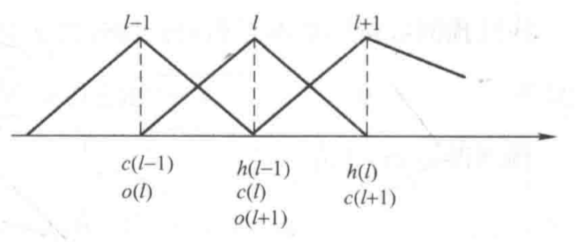 l-1 l l+1
c(l-1) h(l-1) h(l)
o(l) c(l) c(l+1)
o(l+1)